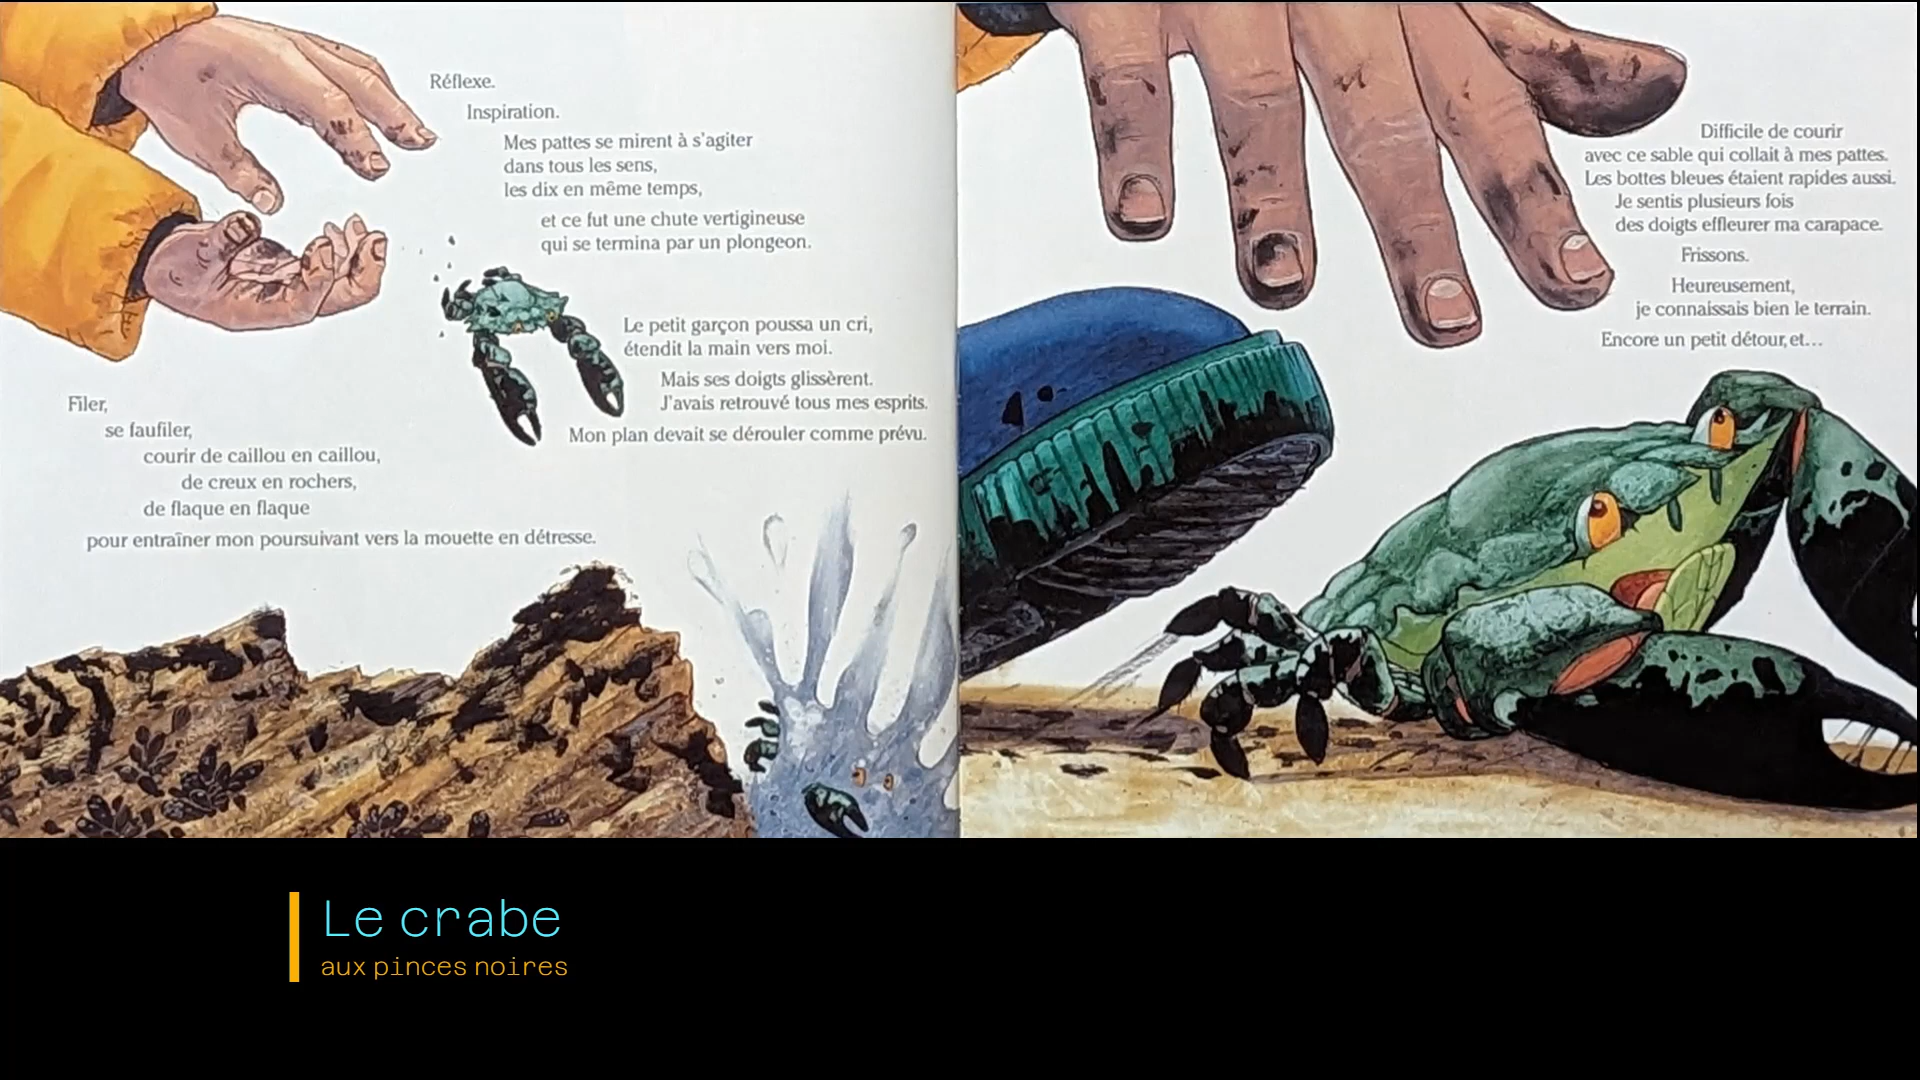 Réflexe.
Inspiration.
Mes pattes se mirent à s'agiter
dans tous les sens,
les dix en même temps,
et ce fut une chute vertigineuse
qui se termina par un plongeon.
Le petit garçon poussa un cri,
étendit la main vers moi.
Mais ses doigts glissèrent.
J'avais retrouvé tous mes esprits.
Mon plan devait se dérouler comme prévu.
Filer,
se faufiler,
courir de caillou en caillou,
de creux en rochers,
de flaque en flaque
pour entraîner mon poursuivant vers la mouette en détresse.
Difficile de courir
avec ce sable qui collait à mes pattes.
Les bottes bleues étaient rapides aussi.
Je sentis plusieurs fois
des doigts effleurer ma carapace.
Frissons.
Heureusement,
je connaissais bien le terrain.
Encore un petit détour, et...
Le crabe
aux pinces noires